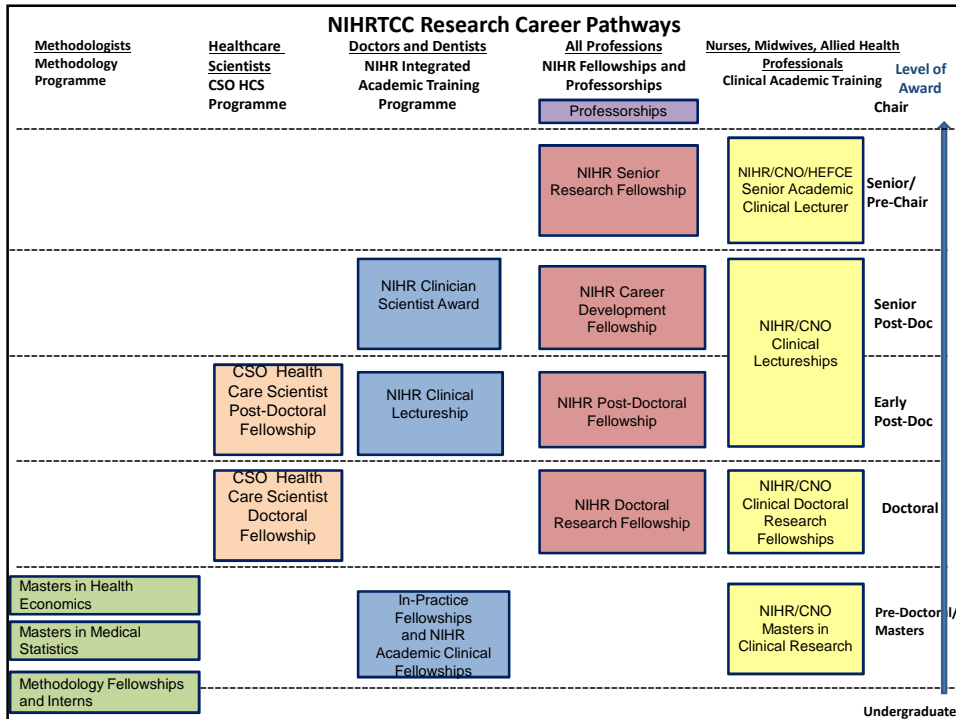 NIHRTCC Research Career Pathways
Methodologists
Methodology
Programme
Healthcare
Scientists
CSO HCS
Programme
Doctors and Dentists
NIHR Integrated
Academic Training
Programme
All Professions
NIHR Fellowships and
Professorships
Nurses, Midwives, Allied Health
Professionals
Clinical Academic Training
Level of
Award
Professorships
Chair
NIHR Senior
Research Fellowship
NIHR/CNO/HEFCE
Senior Academic
Clinical Lecturer
Senior/
Pre-Chair
NIHR Clinician
Scientist Award
NIHR Career
Development
Fellowship
NIHR/CNO
Clinical
Lectureships
Senior
Post-Doc
CSO Health
Care Scientist
Post-Doctoral
Fellowship
NIHR Clinical
Lectureship
NIHR Post-Doctoral
Fellowship
Early
Post-Doc
CSO Health
Care Scientist
Doctoral
Fellowship
NIHR Doctoral
Research Fellowship
NIHR/CNO
Clinical Doctoral
Research
Fellowships
Doctoral
Masters in Health
Economics
Masters in Medical
Statistics
Methodology Fellowships
and Interns
In-Practice
Fellowships
and NIHR
Academic Clinical
Fellowships
NIHR/CNO
Masters in
Clinical Research
Pre-Doctoral/
Masters
Undergraduate